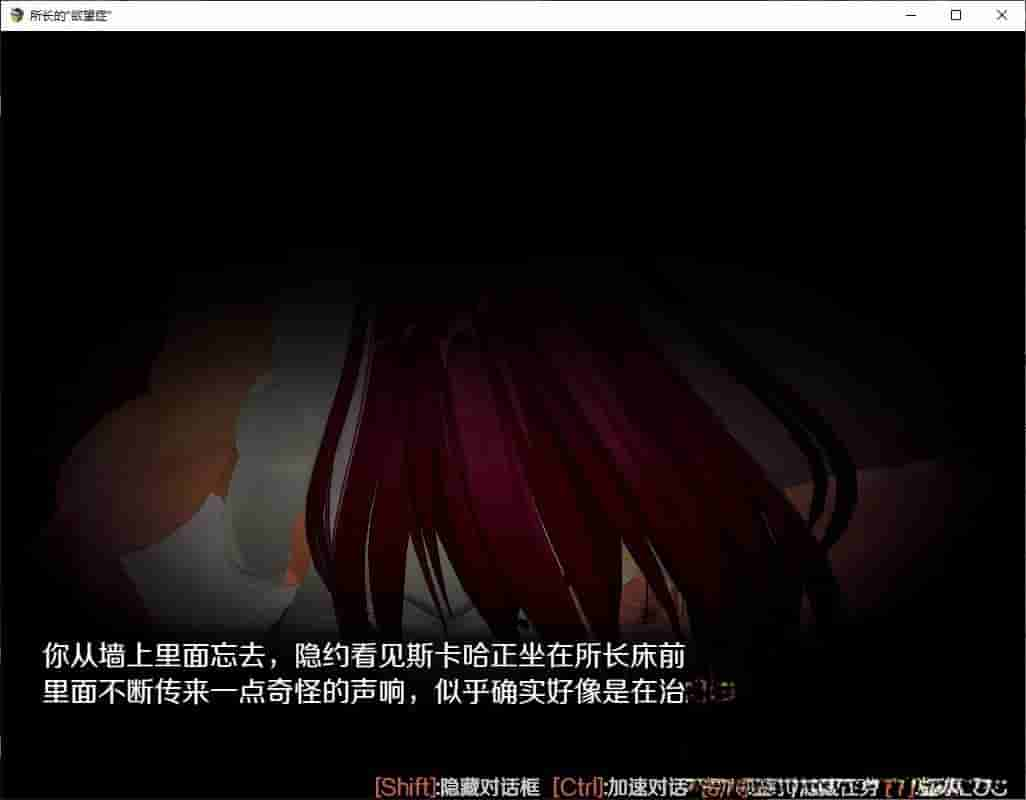 所长的"欲望症"
你从墙上里面忘去，隐约看见斯卡哈正坐在所长床前
里面不断传来一点奇怪的声响，似乎确实好像是在治
[Shift]:隐藏对话框 [Ctrl]:加速对话